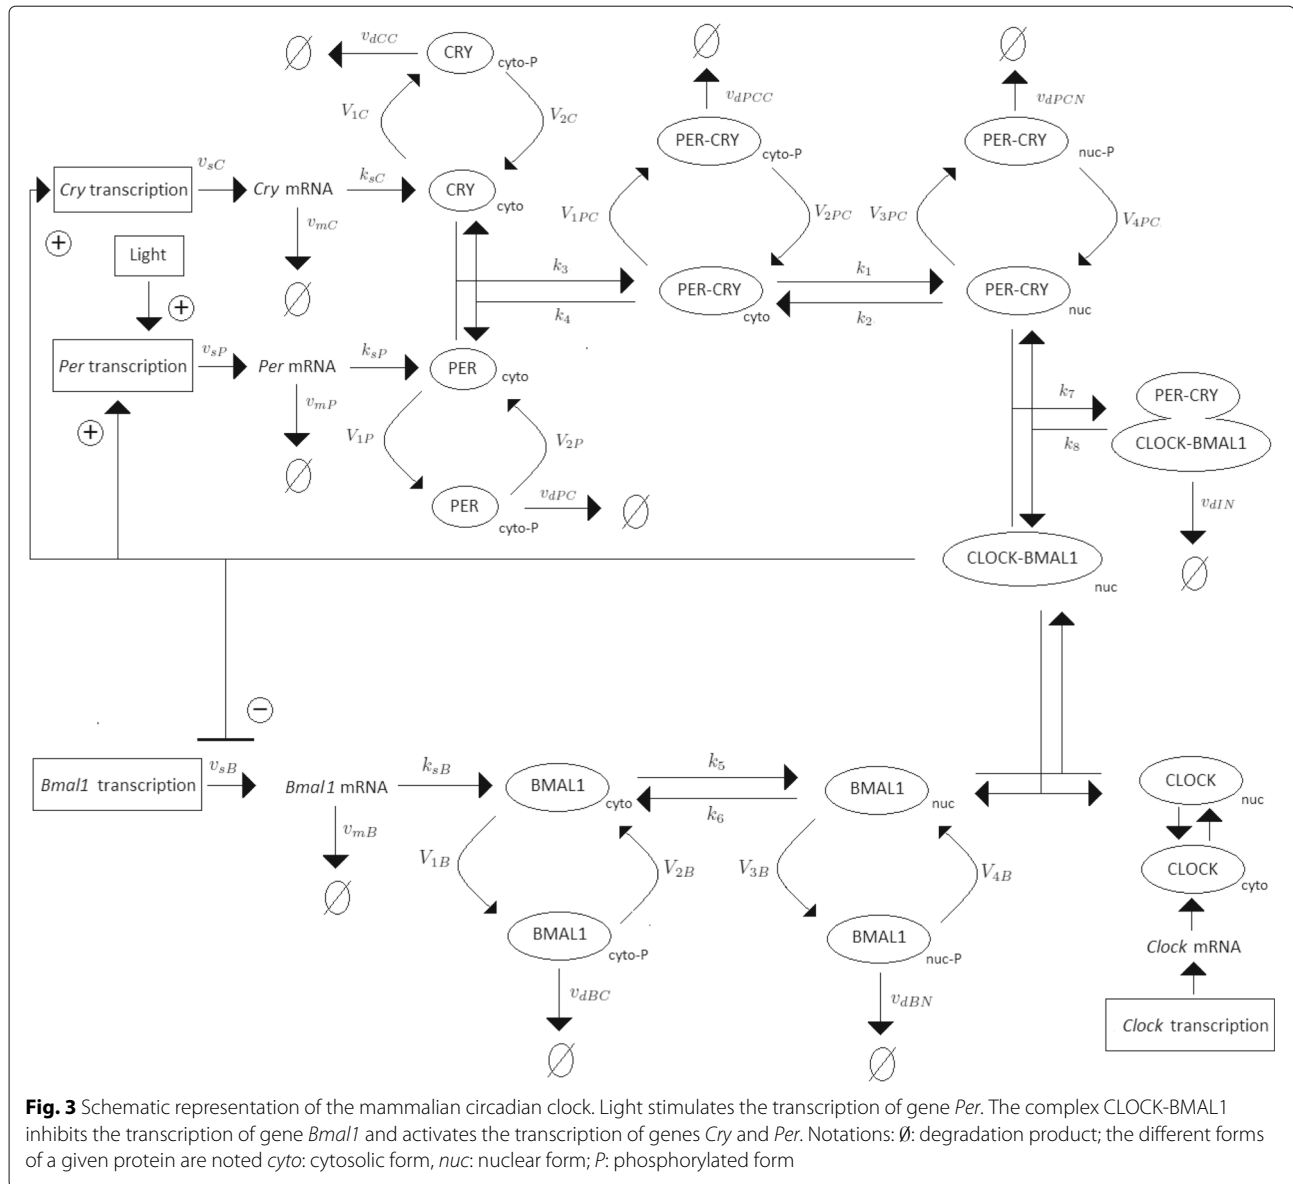 ∅
v_dCC
CRY
cyto-P
∅
∅
V_1C
V_2C
v_dPCC
v_dPCN
PER-CRY
cyto-P
PER-CRY
nuc-P
v_sC
k_sC
Cry transcription
Cry mRNA
CRY
cyto
v_mC
V_1PC
V_2PC
V_3PC
V_4PC
+
Light
k_3
k_1
+
∅
PER-CRY
cyto
PER-CRY
nuc
k_4
k_2
v_sP
k_sP
Per transcription
Per mRNA
PER
cyto
v_mP
k_7
PER-CRY
+
V_1P
V_2P
k_8
CLOCK-BMAL1
∅
v_dPC
PER
cyto-P
∅
v_dIN
CLOCK-BMAL1
nuc
∅
−
v_sB
k_sB
k_5
Bmal1 transcription
Bmal1 mRNA
BMAL1
cyto
BMAL1
nuc
CLOCK
nuc
k_6
v_mB
V_1B
V_2B
V_3B
V_4B
CLOCK
cyto
∅
BMAL1
cyto-P
BMAL1
nuc-P
Clock mRNA
v_dBC
v_dBN
Clock transcription
∅
∅
Fig. 3 Schematic representation of the mammalian circadian clock. Light stimulates the transcription of gene Per. The complex CLOCK-BMAL1
inhibits the transcription of gene Bmal1 and activates the transcription of genes Cry and Per. Notations: Ø: degradation product; the different forms
of a given protein are noted cyto: cytosolic form, nuc: nuclear form; P: phosphorylated form